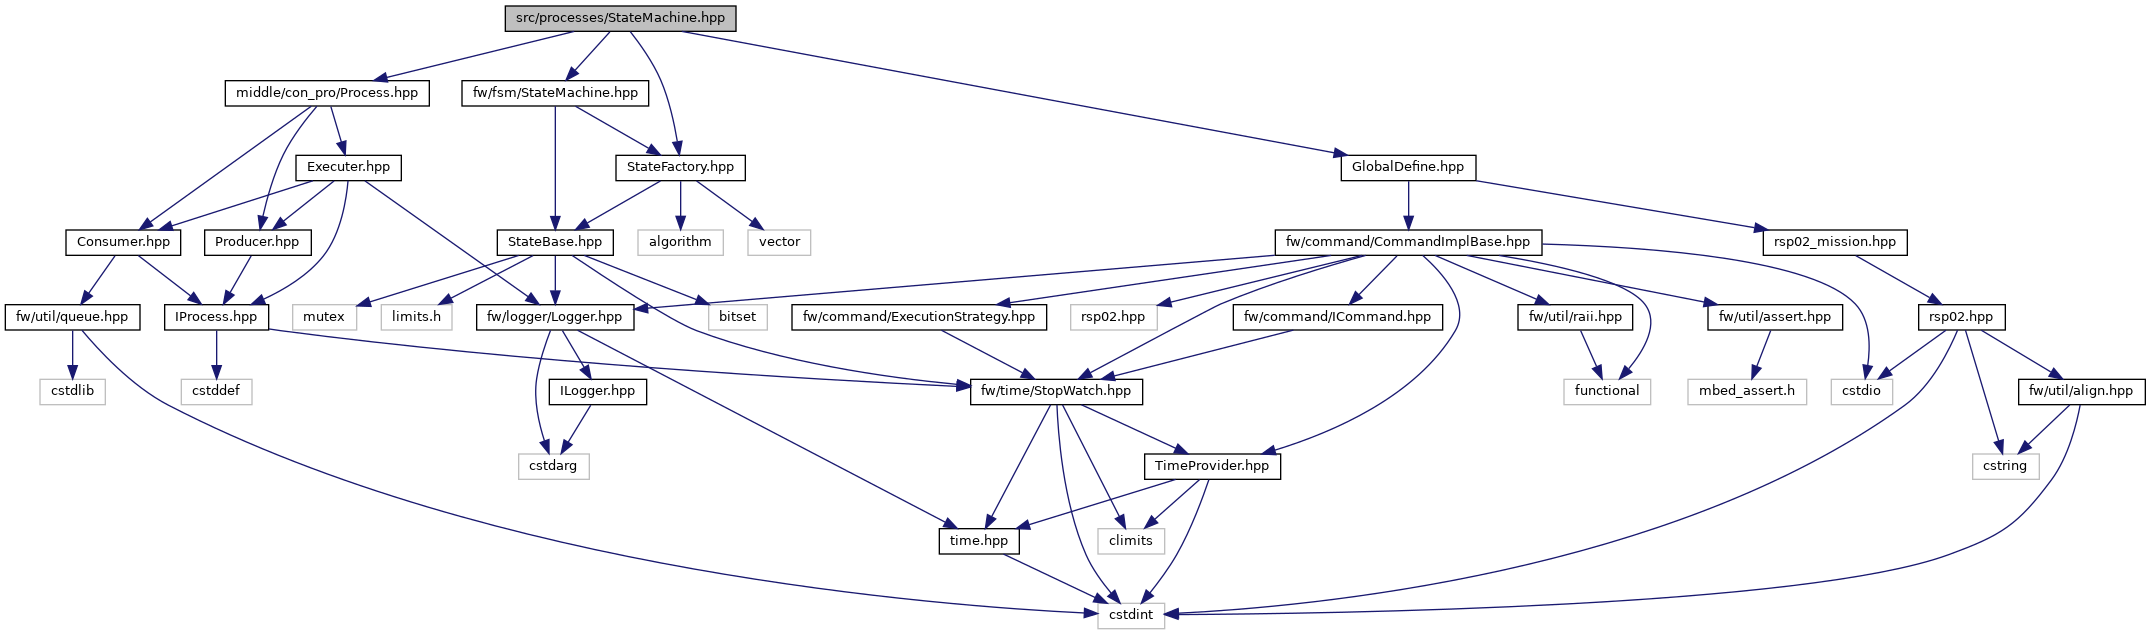 src/processes/StateMachine.hpp
middle/con_pro/Process.hpp
fw/fsm/StateMachine.hpp
Executer.hpp
StateFactory.hpp
GlobalDefine.hpp
Consumer.hpp
Producer.hpp
StateBase.hpp
algorithm
vector
fw/command/CommandImplBase.hpp
rsp02_mission.hpp
fw/util/queue.hpp
IProcess.hpp
mutex
limits.h
fw/logger/Logger.hpp
bitset
fw/command/ExecutionStrategy.hpp
rsp02.hpp
fw/command/ICommand.hpp
fw/util/raii.hpp
fw/util/assert.hpp
rsp02.hpp
cstdlib
cstddef
ILogger.hpp
fw/time/StopWatch.hpp
functional
mbed_assert.h
cstdio
fw/util/align.hpp
cstdarg
TimeProvider.hpp
cstring
time.hpp
climits
cstdint